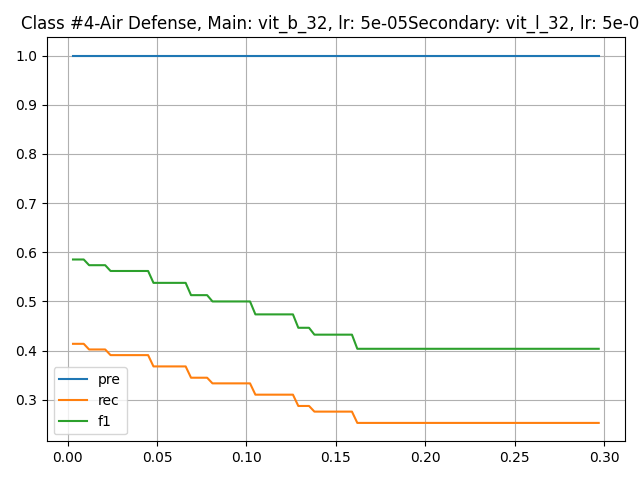 Class #4-Air Defense, Main: vit_b_32, lr: 5e-05Secondary: vit_l_32, lr: 5e-0
1.0
0.9
0.8
0.7
0.6
0.5
0.4
0.3
pre
rec
f1
0.00 0.05 0.10 0.15 0.20 0.25 0.30